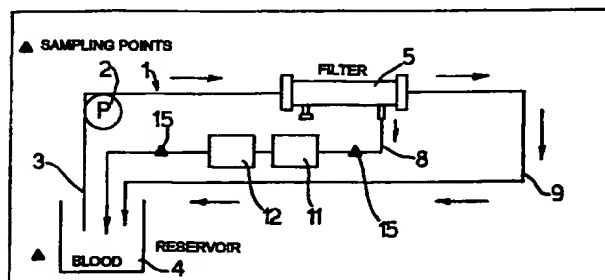 ▲ SAMPLING POINTS
2
1
FILTER
5
P
15
3
8
12
11
15
9
RESERVOIR
BLOOD
4